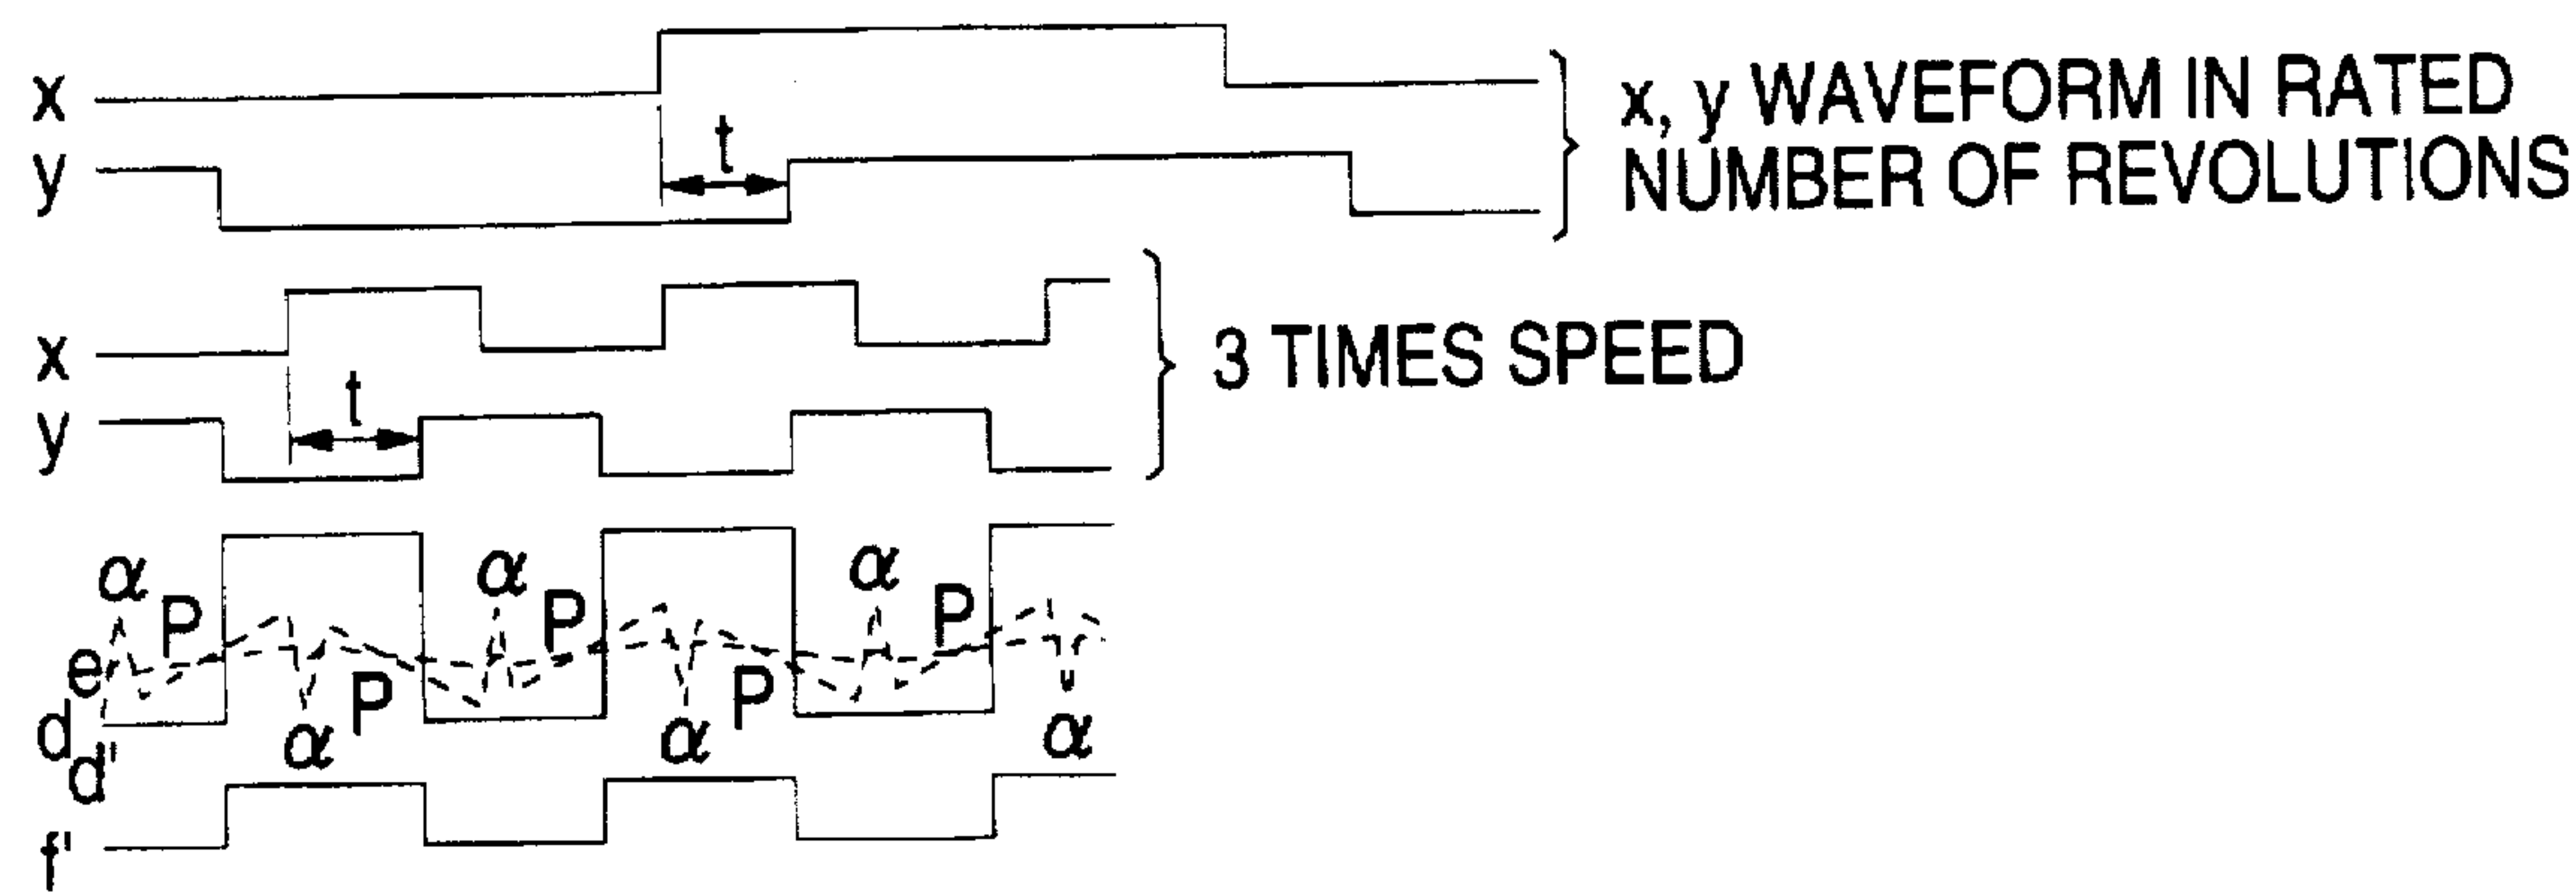 x
t
y
x, y WAVEFORM IN RATED
NUMBER OF REVOLUTIONS
x
t
y
3 TIMES SPEED
α P α P α P
e
P P
d α α α
d'
f'